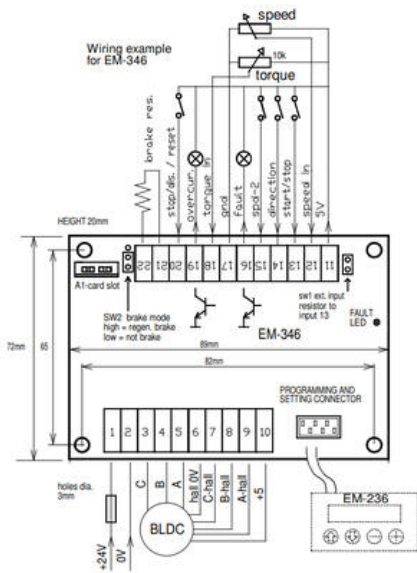 speed
Wiring example
for EM-346
10k
torque
brake res.
stop/dis. / reset
overcur.
torque in
gnd
fault
spd-2
direction
start/stop
speed in
5V
HEIGHT 20mm
22 21 20 19 18 17 16 15 14 13 12 11
A1-card slot
SW2: brake mode
high = regen. brake
low = not brake
sw1 ext. input
resistor to
input 13
FAULT
LED
EM-346
72mm
65
89mm
82mm
PROGRAMMING AND
SETTING CONNECTOR
1 2 3 4 5 6 7 8 9 10
holes dia.
3mm
+24V
0V
C
B
A
hall 0V
C-hall
B-hall
A-hall
+5
BLDC
EM-236